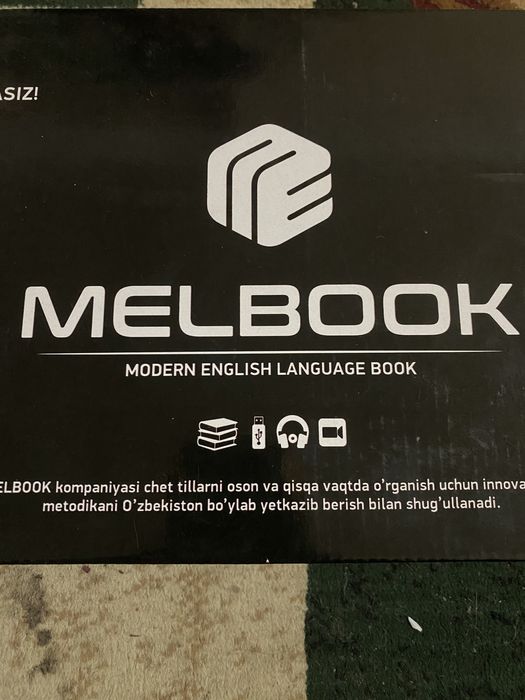 ASIZ!
MELBOOK
MODERN ENGLISH LANGUAGE BOOK
ELBOOK kompaniyasi chet tillarni oson va qisqa vaqtda o'rganish uchun innova
metodikani O'zbekiston bo'ylab yetkazib berish bilan shug'ullanadi.